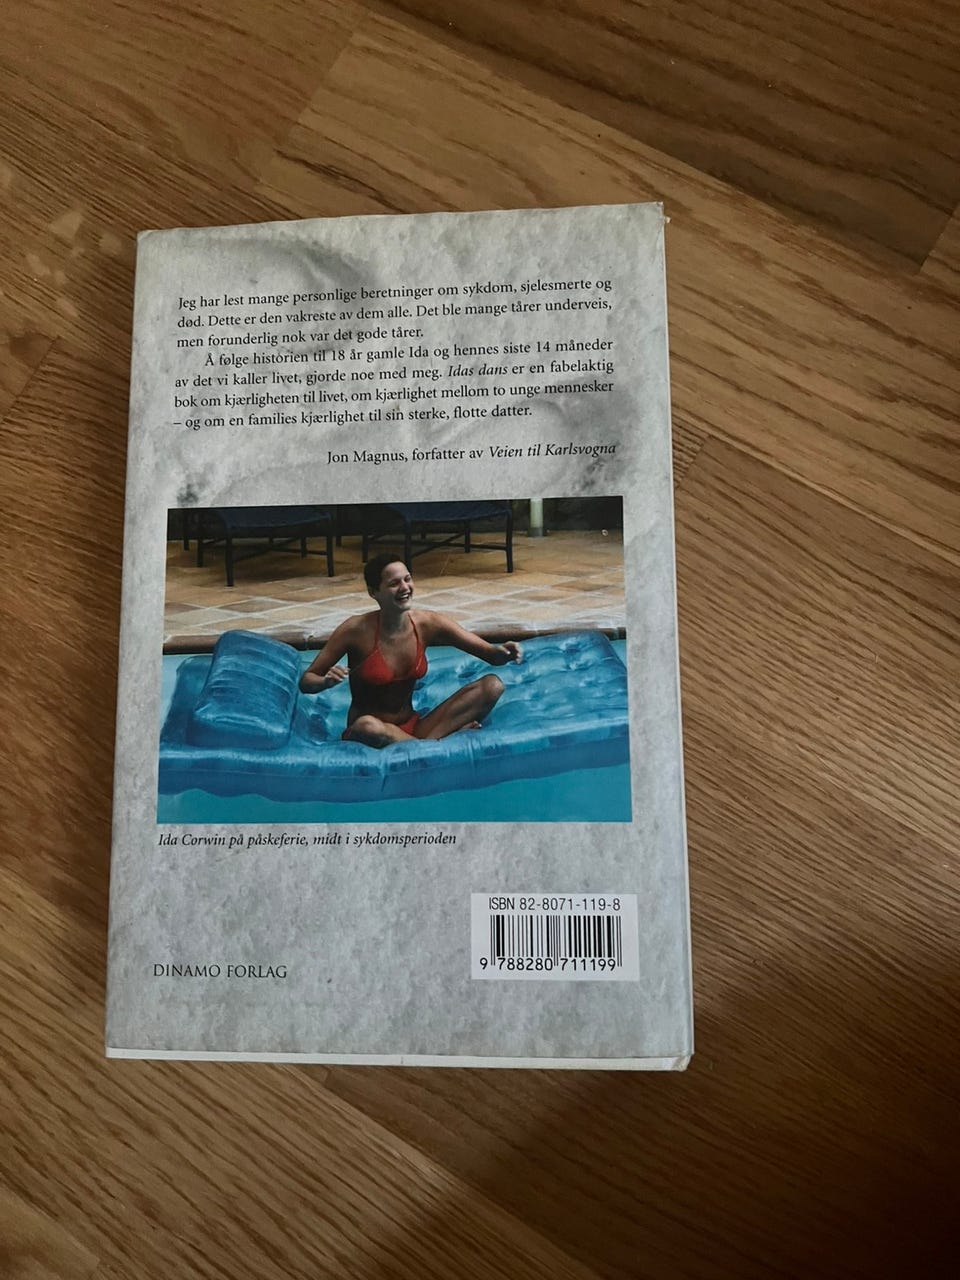 Jeg har lest mange personlige beretninger om sykdom, sjelesmerte og
død. Dette er den vakreste av dem alle. Det ble mange tårer underveis,
men forunderlig nok var det gode tårer.
Å følge historien til 18 år gamle Ida og hennes siste 14 måneder
av det vi kaller livet, gjorde noe med meg. Idas dans er en fabelaktig
bok om kjærligheten til livet, om kjærlighet mellom to unge mennesker
– og om en families kjærlighet til sin sterke, flotte datter.
Jon Magnus, forfatter av Veien til Karlsvogna
Ida Corwin på påskeferie, midt i sykdomsperioden
ISBN 82-8071-119-8
9 788280 711199
DINAMO FORLAG